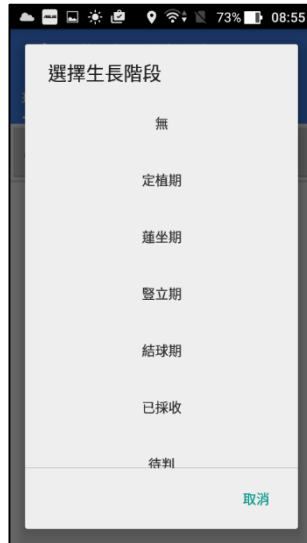 73% 08:55
選擇生長階段
無
定植期
蓮坐期
豎立期
結球期
已採收
待判
取消